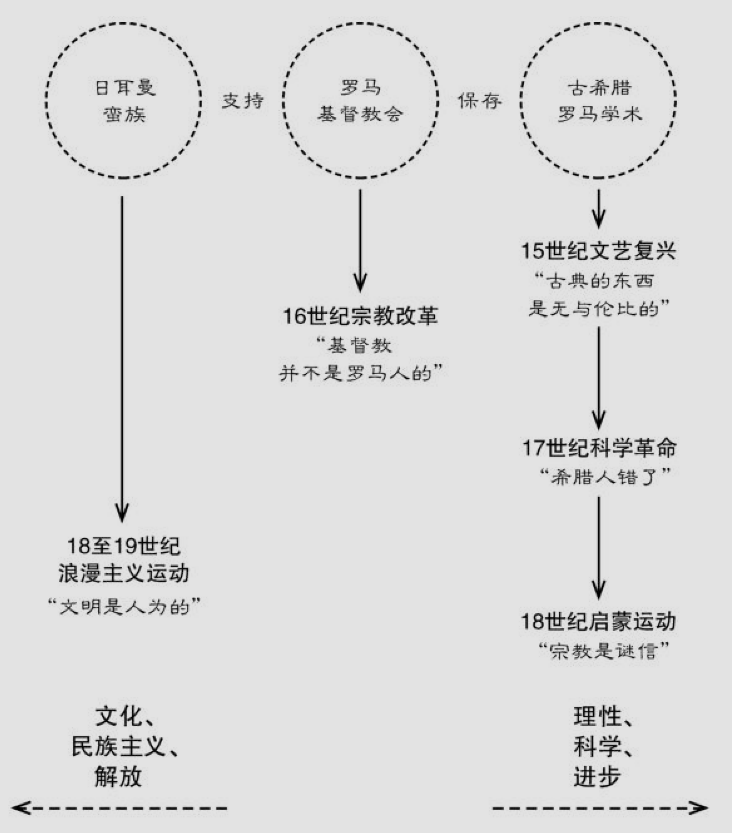 日耳曼
蛮族
支持
罗马
基督教会
保存
古希腊
罗马学术
15世纪文艺复兴
“古典的东西
是无与伦比的”
16世纪宗教改革
“基督教
并不是罗马人的”
17世纪科学革命
“希腊人错了”
18至19世纪
浪漫主义运动
“文明是人为的”
18世纪启蒙运动
“宗教是谜信”
文化、
民族主义、
解放
理性、
科学、
进步